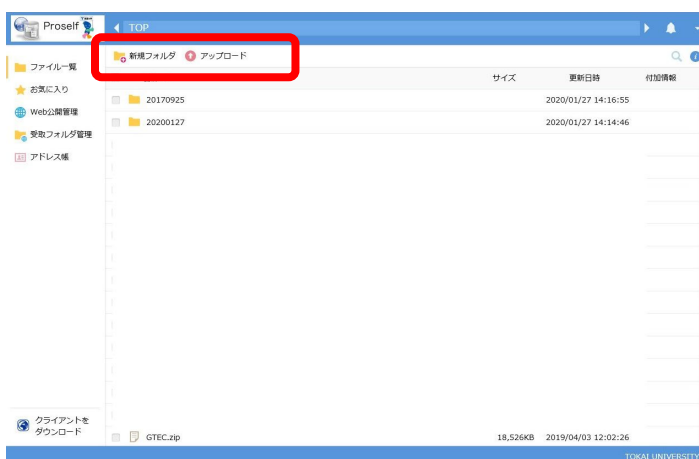 Proself
TOP
新規フォルダ アップロード
サイズ 更新日時 付加情報
ファイル一覧
お気に入り
Web公開管理
受取フォルダ管理
アドレス帳
20170925 2020/01/27 14:16:55
20200127 2020/01/27 14:14:46
クライアントを
ダウンロード
GTEC.zip 18,526KB 2019/04/03 12:02:26
TOKAI UNIVERSITY